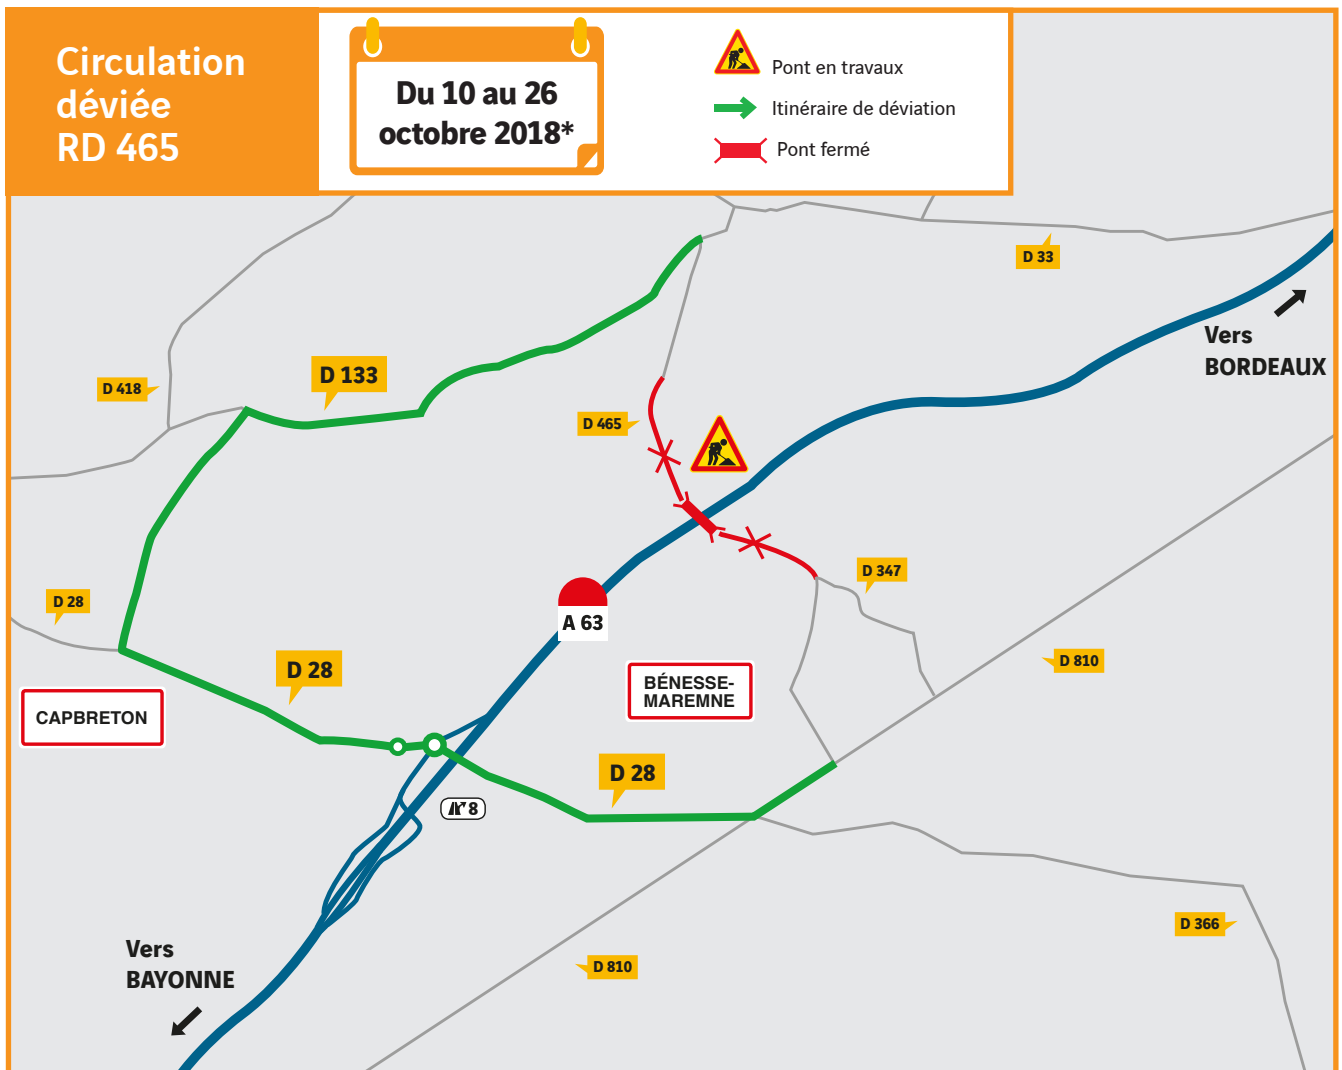 Circulation
déviée
RD 465
Du 10 au 26
octobre 2018*
Pont en travaux
Itinéraire de déviation
Pont fermé
D 33
Vers
BORDEAUX
D 133
D 418
D 465
D 347
D 28
A 63
D 810
D 28
BÉNESSE-
MAREMNE
CAPBRETON
D 28
8
D 366
Vers
BAYONNE
D 810